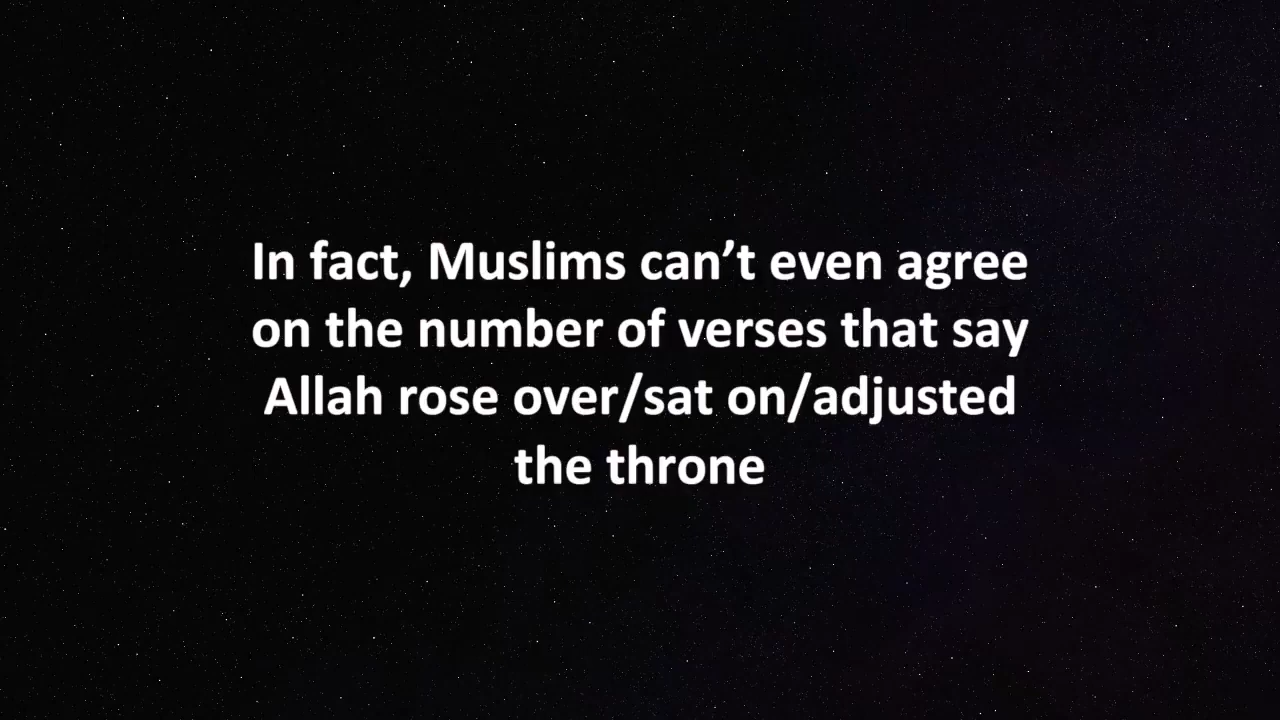 In fact, Muslims can’t even agree
on the number of verses that say
Allah rose over/sat on/adjusted
the throne